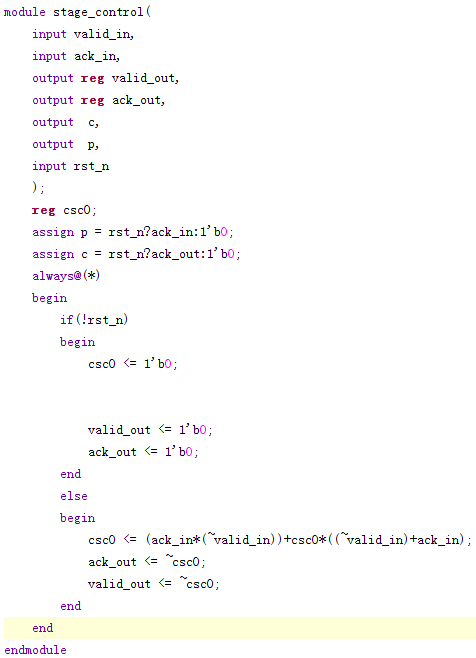 module stage_control(
    input valid_in,
    input ack_in,
    output reg valid_out,
    output reg ack_out,
    output  c,
    output  p,
    input rst_n
    );
    reg csc0;
    assign p = rst_n?ack_in:1'b0;
    assign c = rst_n?ack_out:1'b0;
    always@(*)
    begin
        if(!rst_n)
        begin
            csc0 <= 1'b0;
            valid_out <= 1'b0;
            ack_out <= 1'b0;
        end
        else
        begin
            csc0 <= (ack_in*(~valid_in))+csc0*((~valid_in)+ack_in);
            ack_out <= ~csc0;
            valid_out <= ~csc0;
        end
    end
endmodule